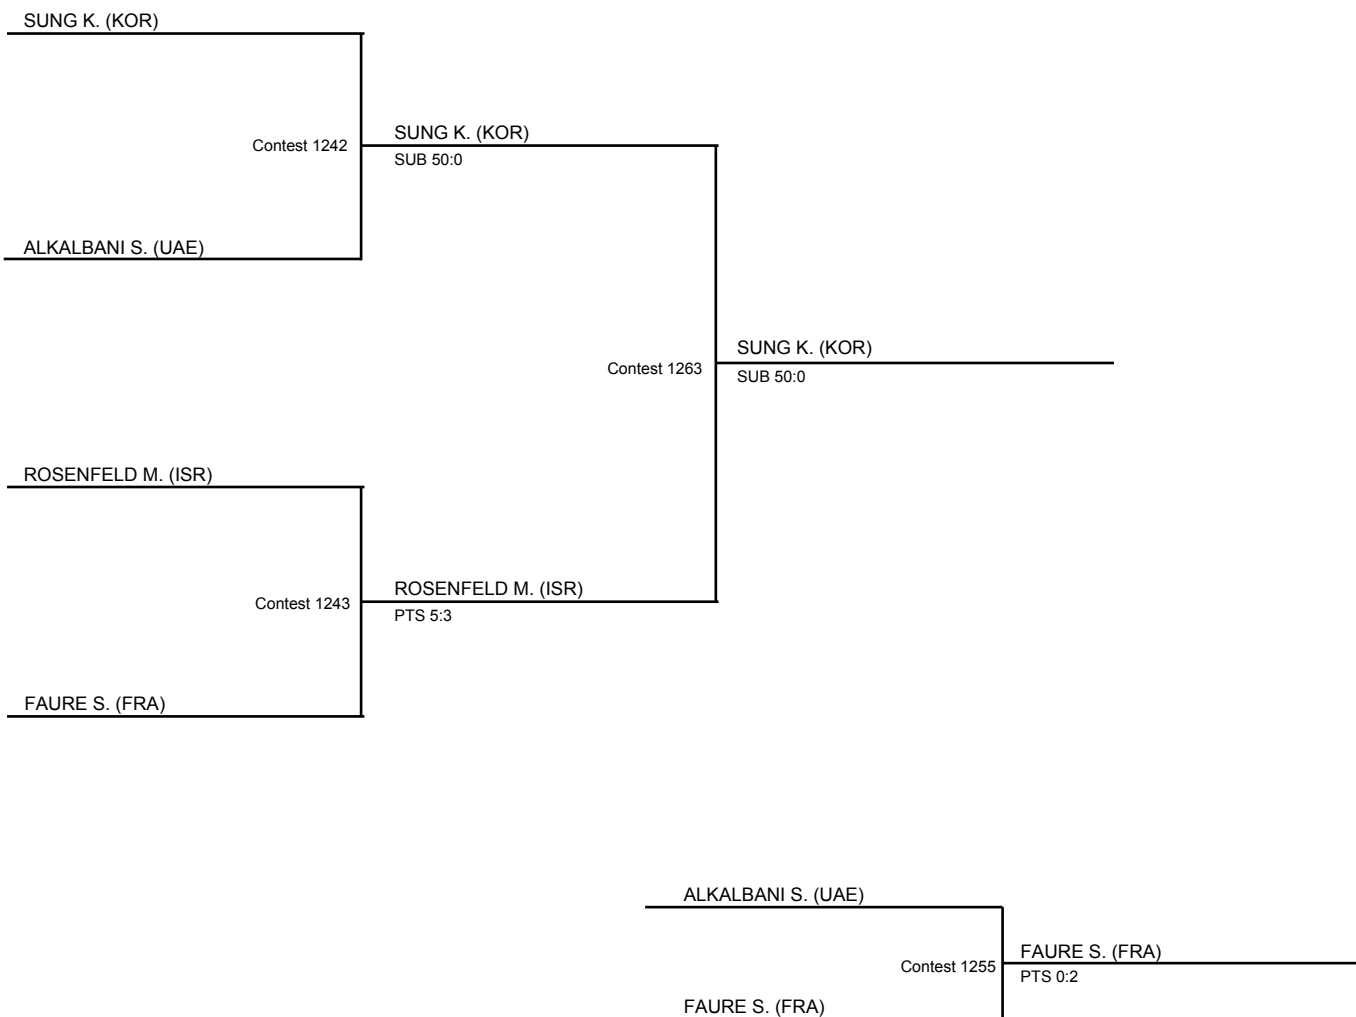 SUNG K. (KOR)
Contest 1242
SUNG K. (KOR)
SUB 50:0
ALKALBANI S. (UAE)
Contest 1263
SUNG K. (KOR)
SUB 50:0
ROSENFELD M. (ISR)
Contest 1243
ROSENFELD M. (ISR)
PTS 5:3
FAURE S. (FRA)
ALKALBANI S. (UAE)
Contest 1255
FAURE S. (FRA)
PTS 0:2
FAURE S. (FRA)